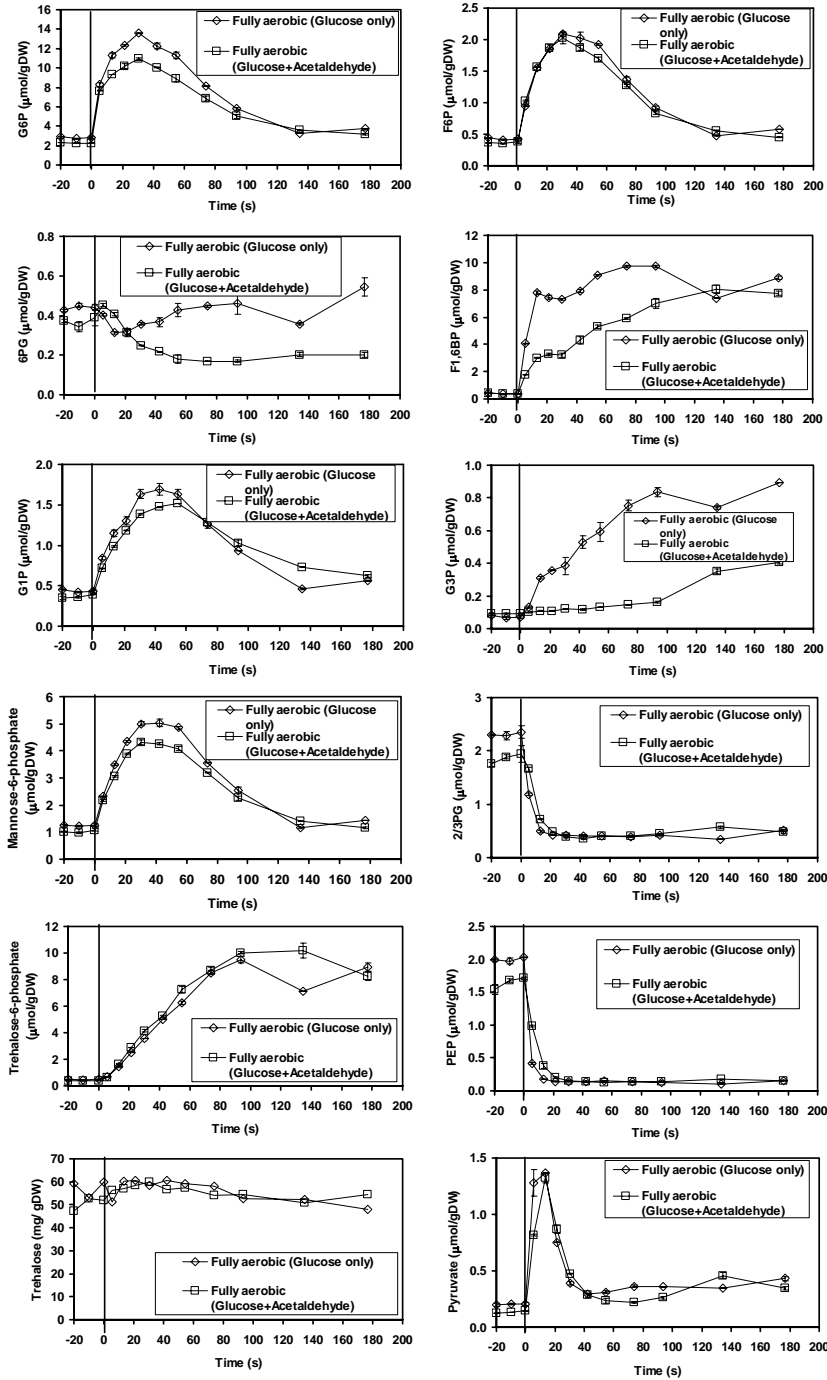 G6P (μmol/gDW)
16
14
12
10
8
6
4
2
0
Fully aerobic (Glucose only)
Fully aerobic
(Glucose+Acetaldehyde)
-20 0 20 40 60 80 100 120 140 160 180 200
Time (s)
F6P (μmol/gDW)
2.5
2.0
1.5
1.0
0.5
0.0
Fully aerobic (Glucose
only)
Fully aerobic
(Glucose+Acetaldehyde)
-20 0 20 40 60 80 100 120 140 160 180 200
Time (s)
6PG (μmol/gDW)
0.8
0.6
0.4
0.2
0.0
Fully aerobic (Glucose only)
Fully aerobic
(Glucose+Acetaldehyde)
-20 0 20 40 60 80 100 120 140 160 180 200
Time (s)
F1,6BP (μmol/gDW)
12
10
8
6
4
2
0
Fully aerobic (Glucose only)
Fully aerobic
(Glucose+Acetaldehyde)
-20 0 20 40 60 80 100 120 140 160 180 200
Time (s)
G1P (μmol/gDW)
2.0
1.5
1.0
0.5
0.0
Fully aerobic (Glucose
only)
Fully aerobic
(Glucose+Acetaldehyde)
-20 0 20 40 60 80 100 120 140 160 180 200
Time (s)
G3P (μmol/gDW)
1.0
0.8
0.6
0.4
0.2
0.0
Fully aerobic (Glucose
only)
Fully aerobic
(Glucose+Acetaldehyde)
-20 0 20 40 60 80 100 120 140 160 180 200
Time (s)
Mannose-6-phosphate
(μmol/gDW)
6
5
4
3
2
1
0
Fully aerobic (Glucose
only)
Fully aerobic
(Glucose+Acetaldehyde)
-20 0 20 40 60 80 100 120 140 160 180 200
Time (s)
2/3PG (μmol/gDW)
3
2
1
0
Fully aerobic (Glucose only)
Fully aerobic
(Glucose+Acetaldehyde)
-20 0 20 40 60 80 100 120 140 160 180 200
Time (s)
Trehalose-6-phosphate
(μmol/gDW)
12
10
8
6
4
2
0
Fully aerobic (Glucose only)
Fully aerobic
(Glucose+Acetaldehyde)
-20 0 20 40 60 80 100 120 140 160 180 200
Time (s)
PEP (μmol/gDW)
2.5
2.0
1.5
1.0
0.5
0.0
Fully aerobic (Glucose only)
Fully aerobic
(Glucose+Acetaldehyde)
-20 0 20 40 60 80 100 120 140 160 180 200
Time (s)
Trehalose (mg/ gDW)
70
60
50
40
30
20
10
0
Fully aerobic (Glucose only)
Fully aerobic
(Glucose+Acetaldehyde)
-20 0 20 40 60 80 100 120 140 160 180 200
Time (s)
Pyruvate (μmol/gDW)
1.5
1.0
0.5
0.0
Fully aerobic (Glucose only)
Fully aerobic
(Glucose+Acetaldehyde)
-20 0 20 40 60 80 100 120 140 160 180 200
Time (s)